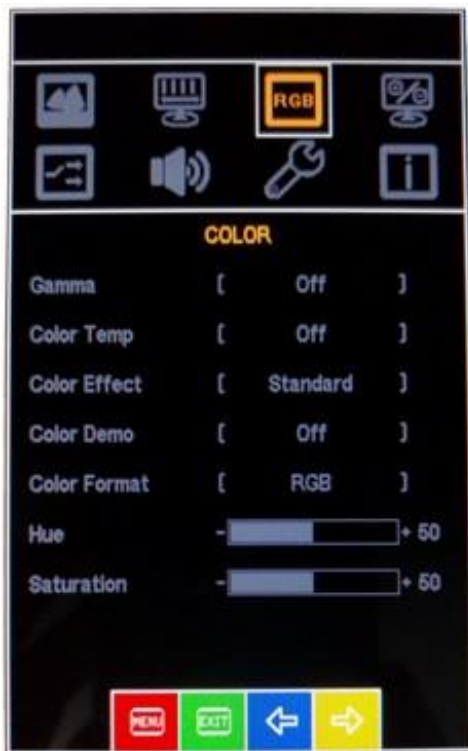 RGB
COLOR
Gamma [ Off ]
Color Temp [ Off ]
Color Effect [ Standard ]
Color Demo [ Off ]
Color Format [ RGB ]
Hue - + 50
Saturation - + 50
MENU EXIT